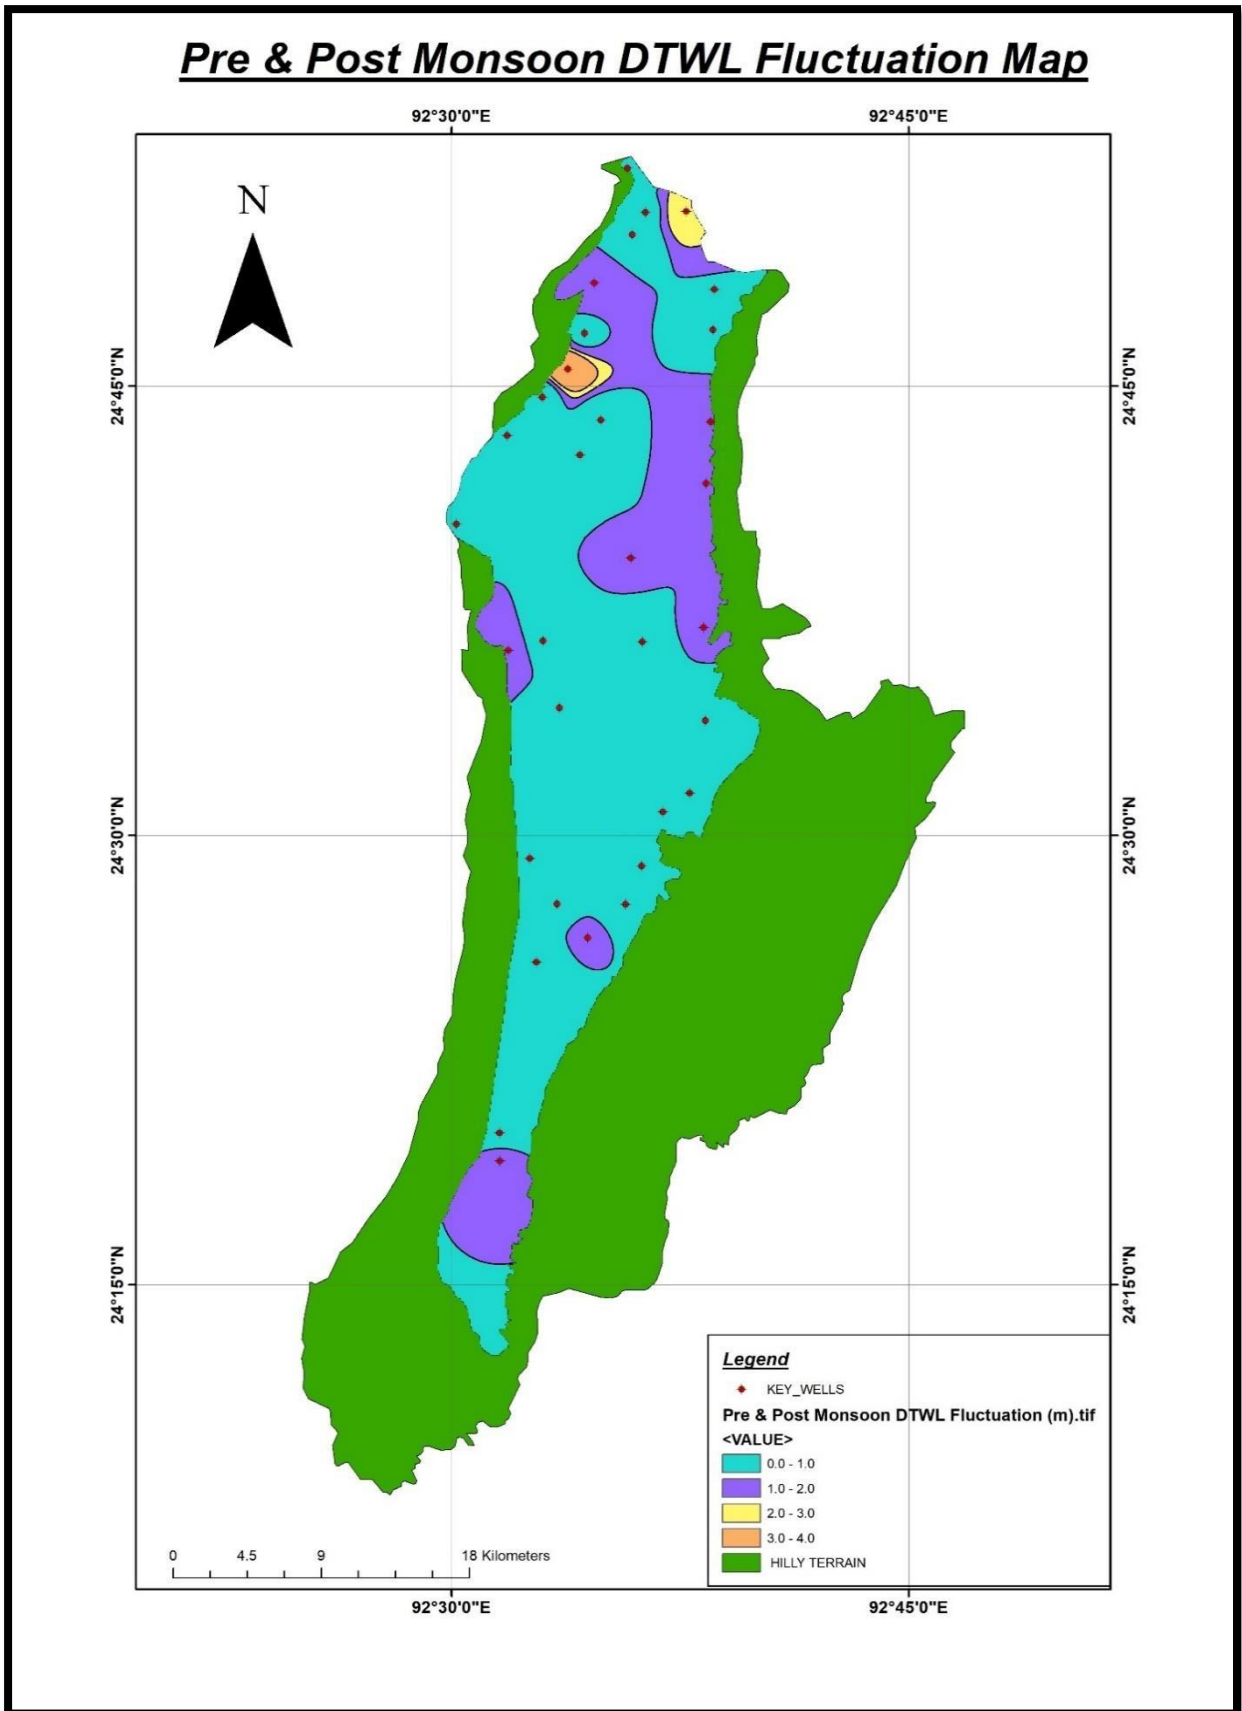 Pre & Post Monsoon DTWL Fluctuation Map
92°30'0"E
92°45'0"E
N
24°45'0"N
24°45'0"N
24°30'0"N
24°30'0"N
24°15'0"N
24°15'0"N
Legend
KEY_WELLS
Pre & Post Monsoon DTWL Fluctuation (m).tif
<VALUE>
0.0 - 1.0
1.0 - 2.0
2.0 - 3.0
3.0 - 4.0
HILLY TERRAIN
0 4.5 9 18 Kilometers
92°30'0"E
92°45'0"E